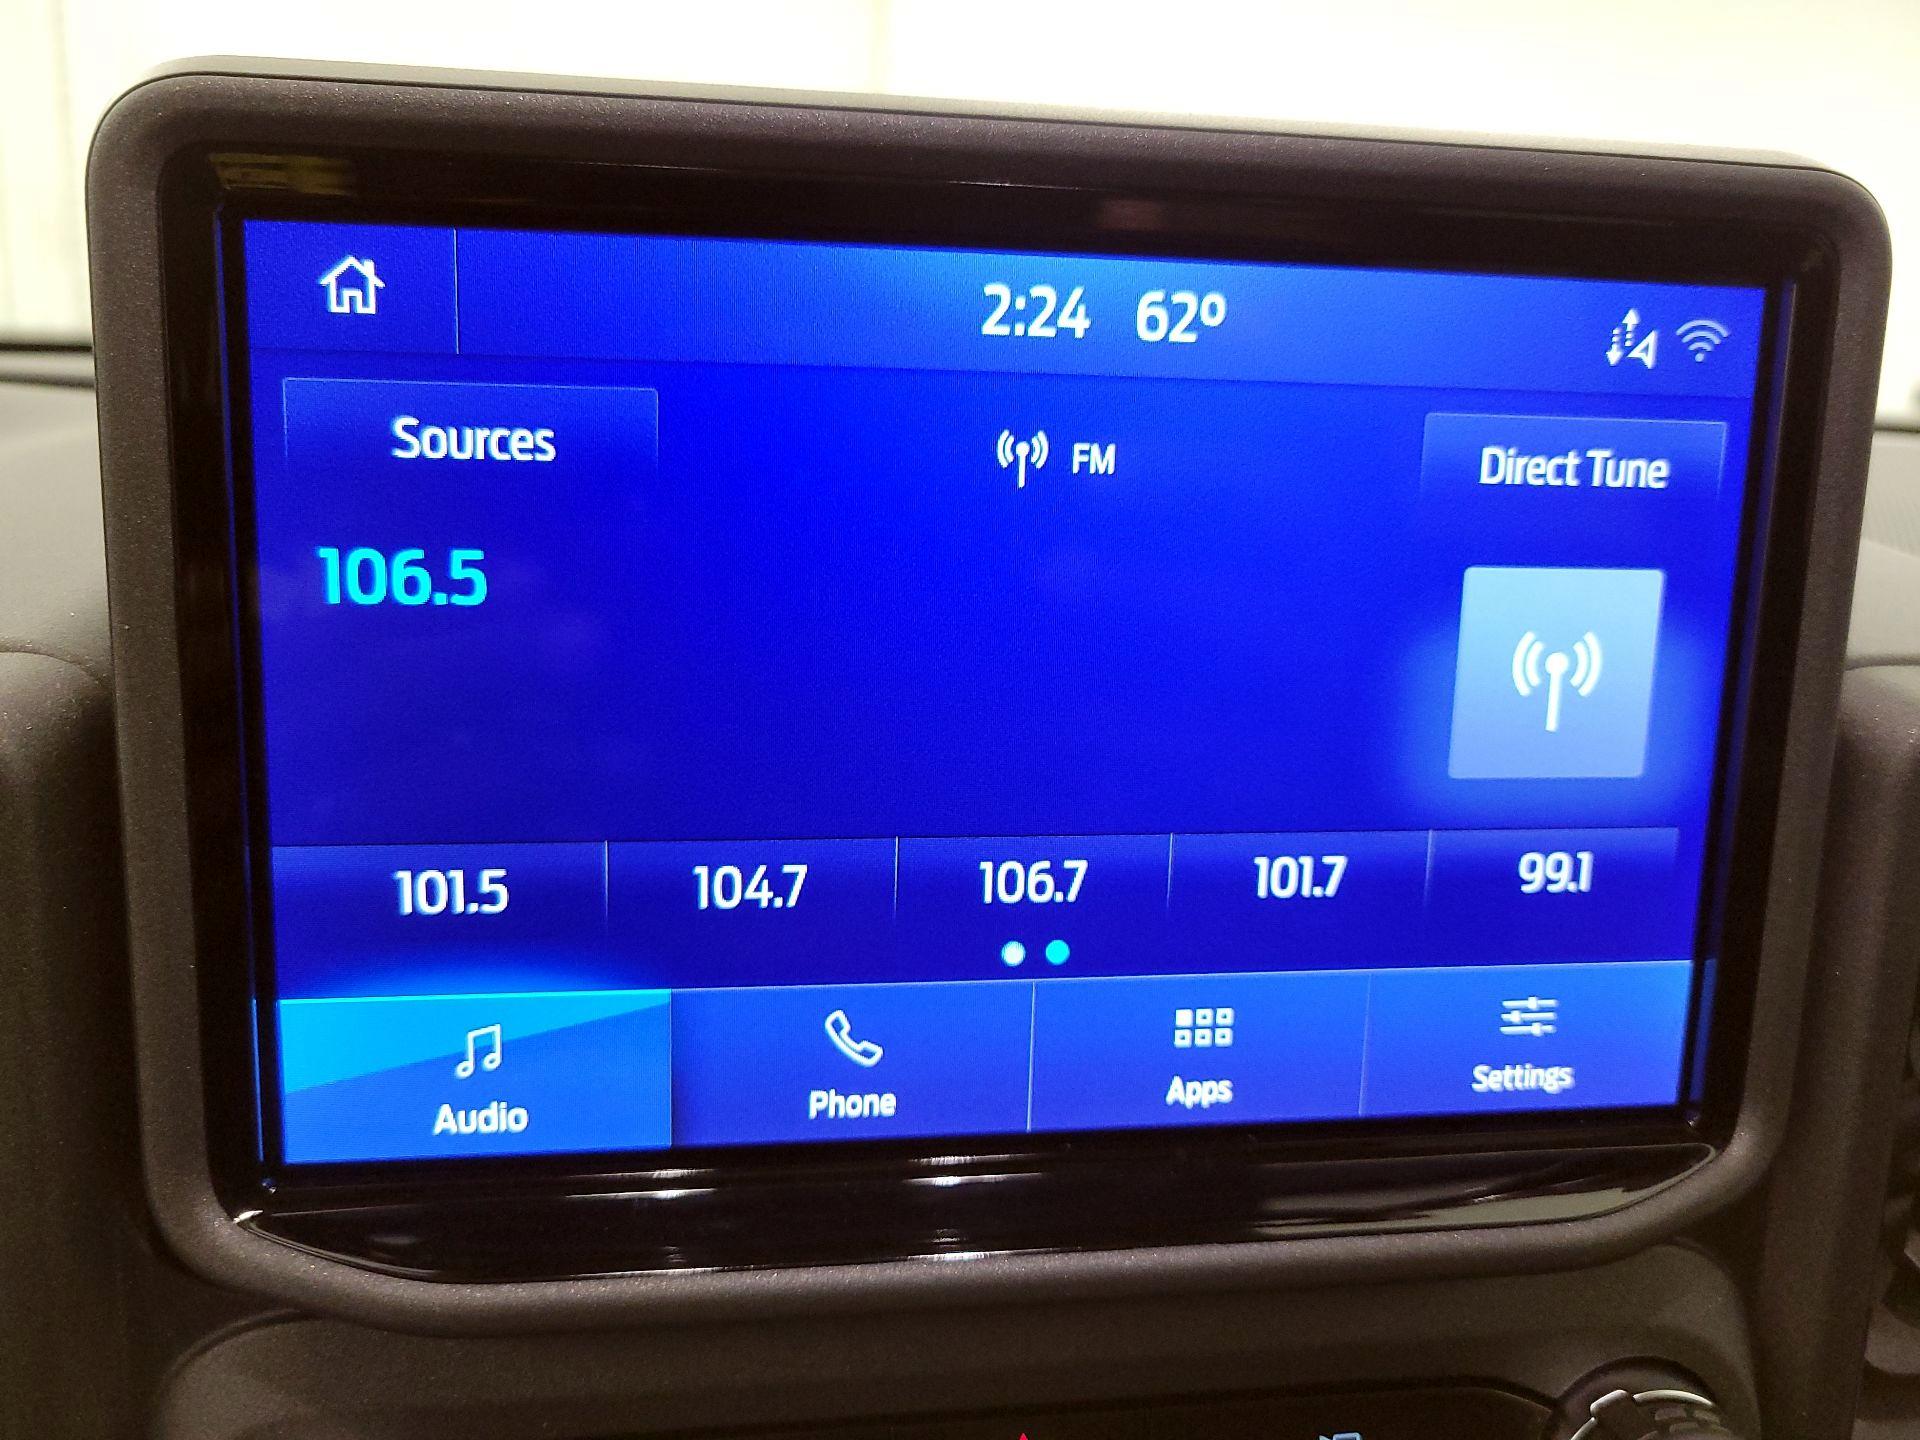 2:24 62º
Sources FM Direct Tune
106.5
101.5 104.7 106.7 101.7 99.1
Audio Phone Apps Settings